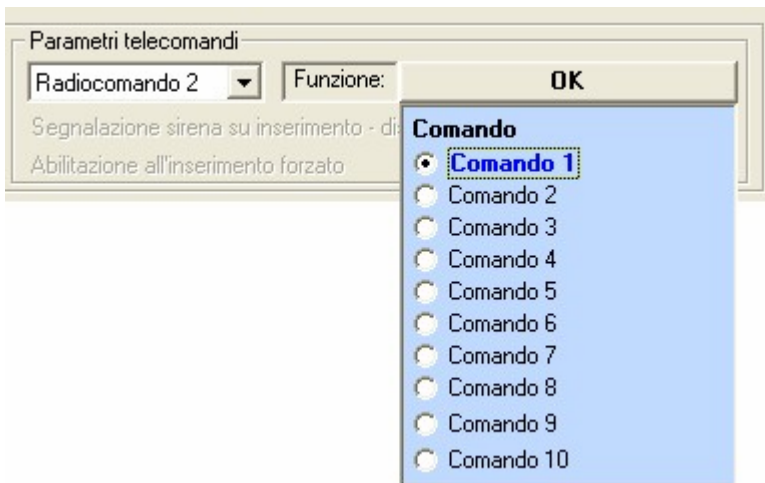 Parametri telecomandi
Radiocomando 2 Funzione: OK
Segnalazione sirena su inserimento - di
Abilitazione all'inserimento forzato
Comando
Comando 1
Comando 2
Comando 3
Comando 4
Comando 5
Comando 6
Comando 7
Comando 8
Comando 9
Comando 10